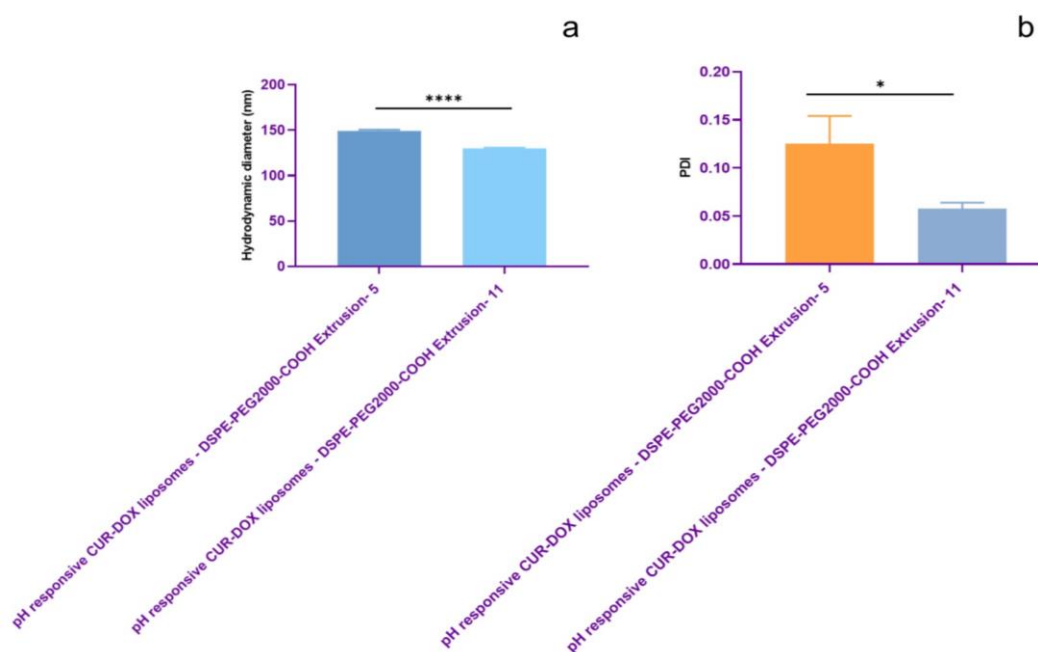 a
Hydrodynamic diameter (nm)
200
150
100
50
0
****
pH responsive CUR-DOX liposomes - DSPE-PEG2000-COOH Extrusion- 5
pH responsive CUR-DOX liposomes - DSPE-PEG2000-COOH Extrusion- 11
b
PDI
0.20
0.15
0.10
0.05
0.00
*
pH responsive CUR-DOX liposomes - DSPE-PEG2000-COOH Extrusion- 5
pH responsive CUR-DOX liposomes - DSPE-PEG2000-COOH Extrusion- 11